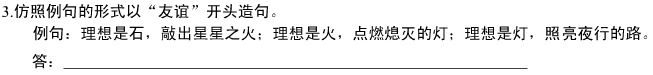 3.仿照例句的形式以“友谊”开头造句。
例句：理想是石，敲出星星之火；理想是火，点燃熄灭的灯；理想是灯，照亮夜行的路。
答：